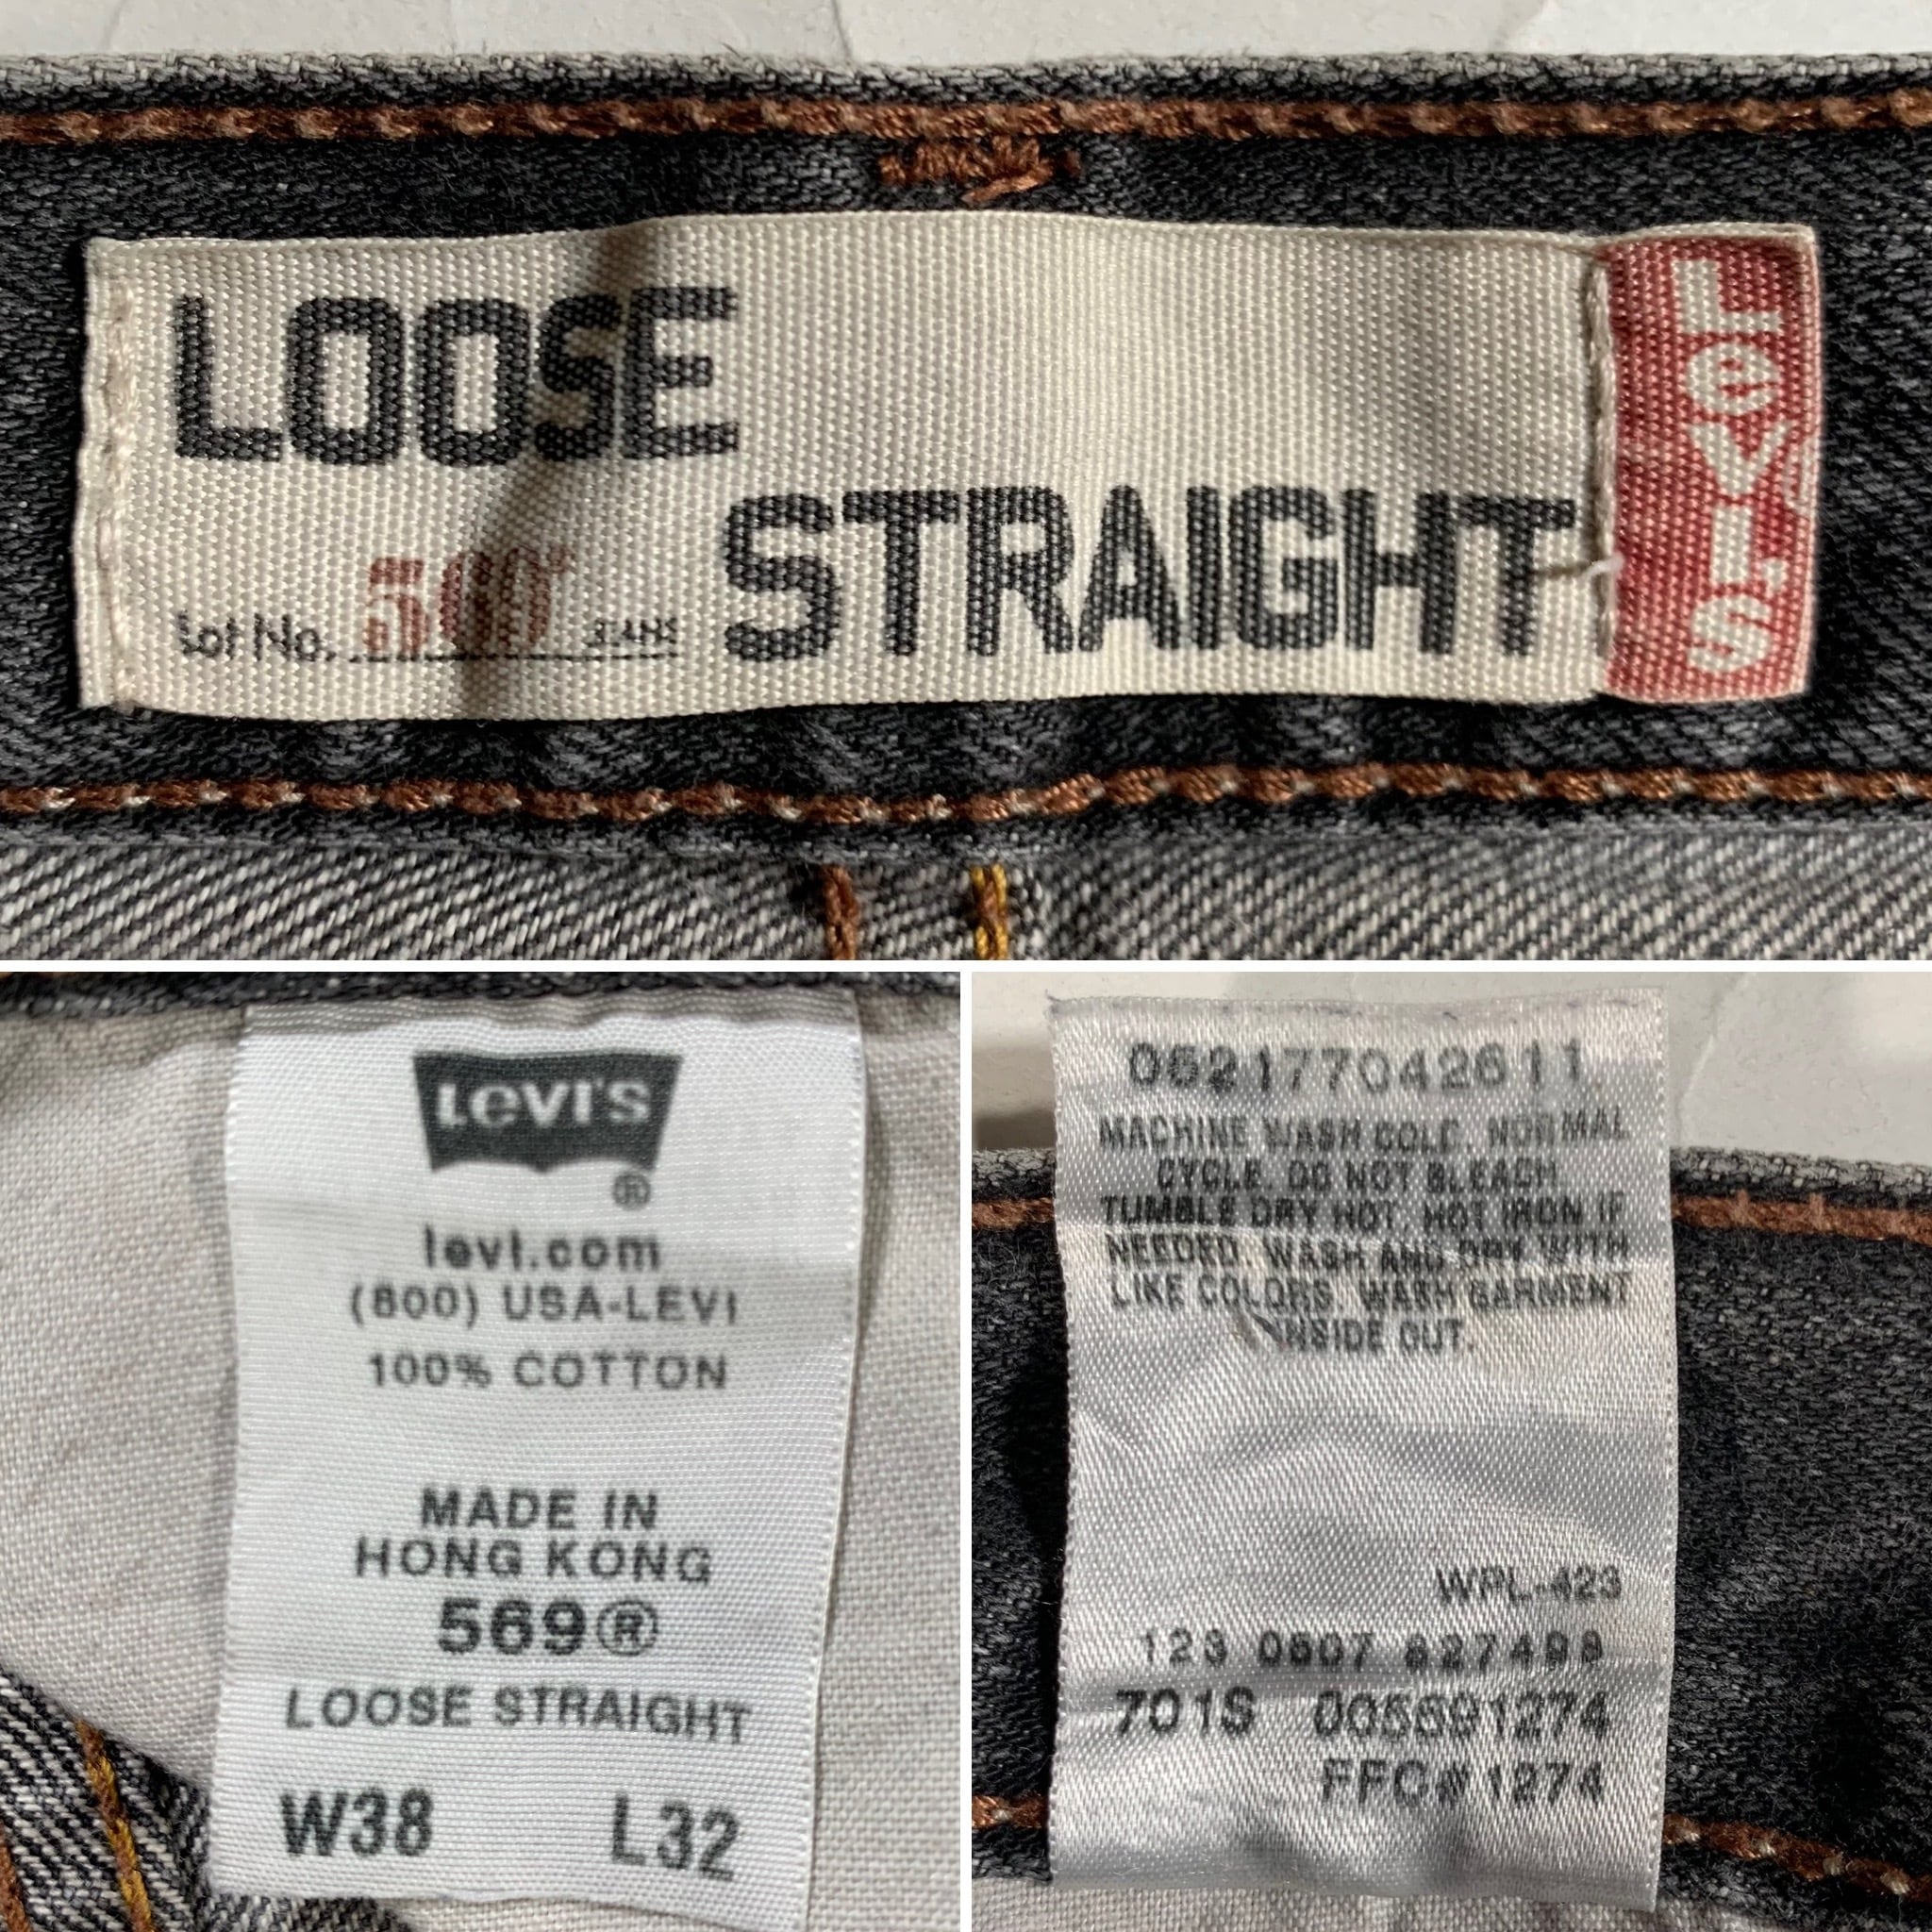 LOOSE
STRAIGHT
Lot No. 569 JEANS
LEVI'S
LEVI'S
®
levi.com
(800) USA-LEVI
100% COTTON
MADE IN
HONG KONG
569®
LOOSE STRAIGHT
W38 L32
052177042611
MACHINE WASH COLD, NORMAL
CYCLE. DO NOT BLEACH.
TUMBLE DRY HOT. HOT IRON IF
NEEDED. WASH AND DRY WITH
LIKE COLORS. WASH GARMENT
INSIDE OUT.
WPL-423
123 0607 827498
701S 005691274
FFC# 1274